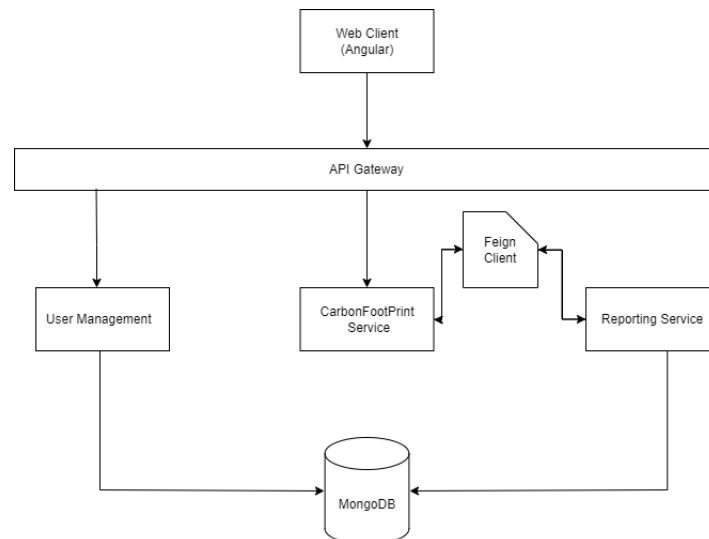 Web Client
(Angular)
API Gateway
Feign
Client
User Management
CarbonFootPrint
Service
Reporting Service
MongoDB